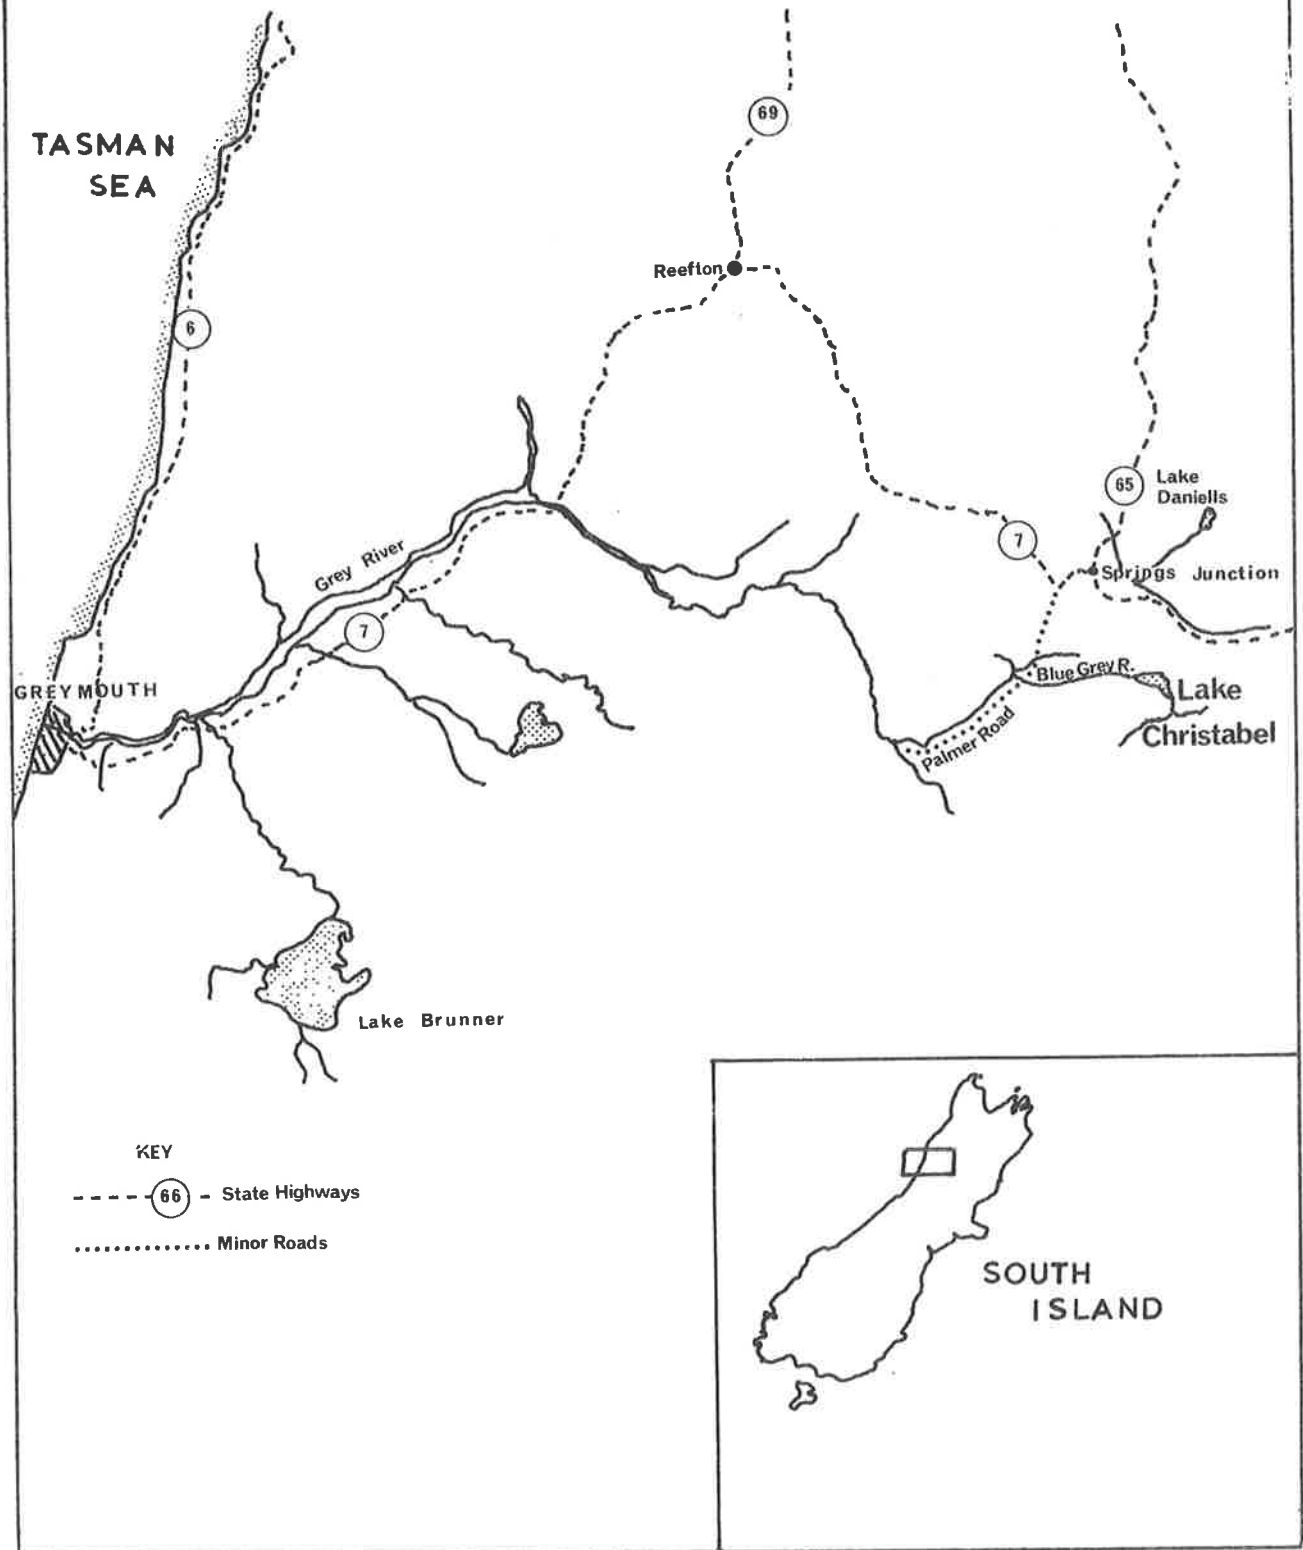 TASMAN
SEA
69
Reefton
6
65
Lake
Daniells
7
Grey River
Springs Junction
7
Blue Grey R.
GREYMOUTH
Lake
Christabel
Palmer Road
Lake Brunner
KEY
66
State Highways
Minor Roads
SOUTH
ISLAND